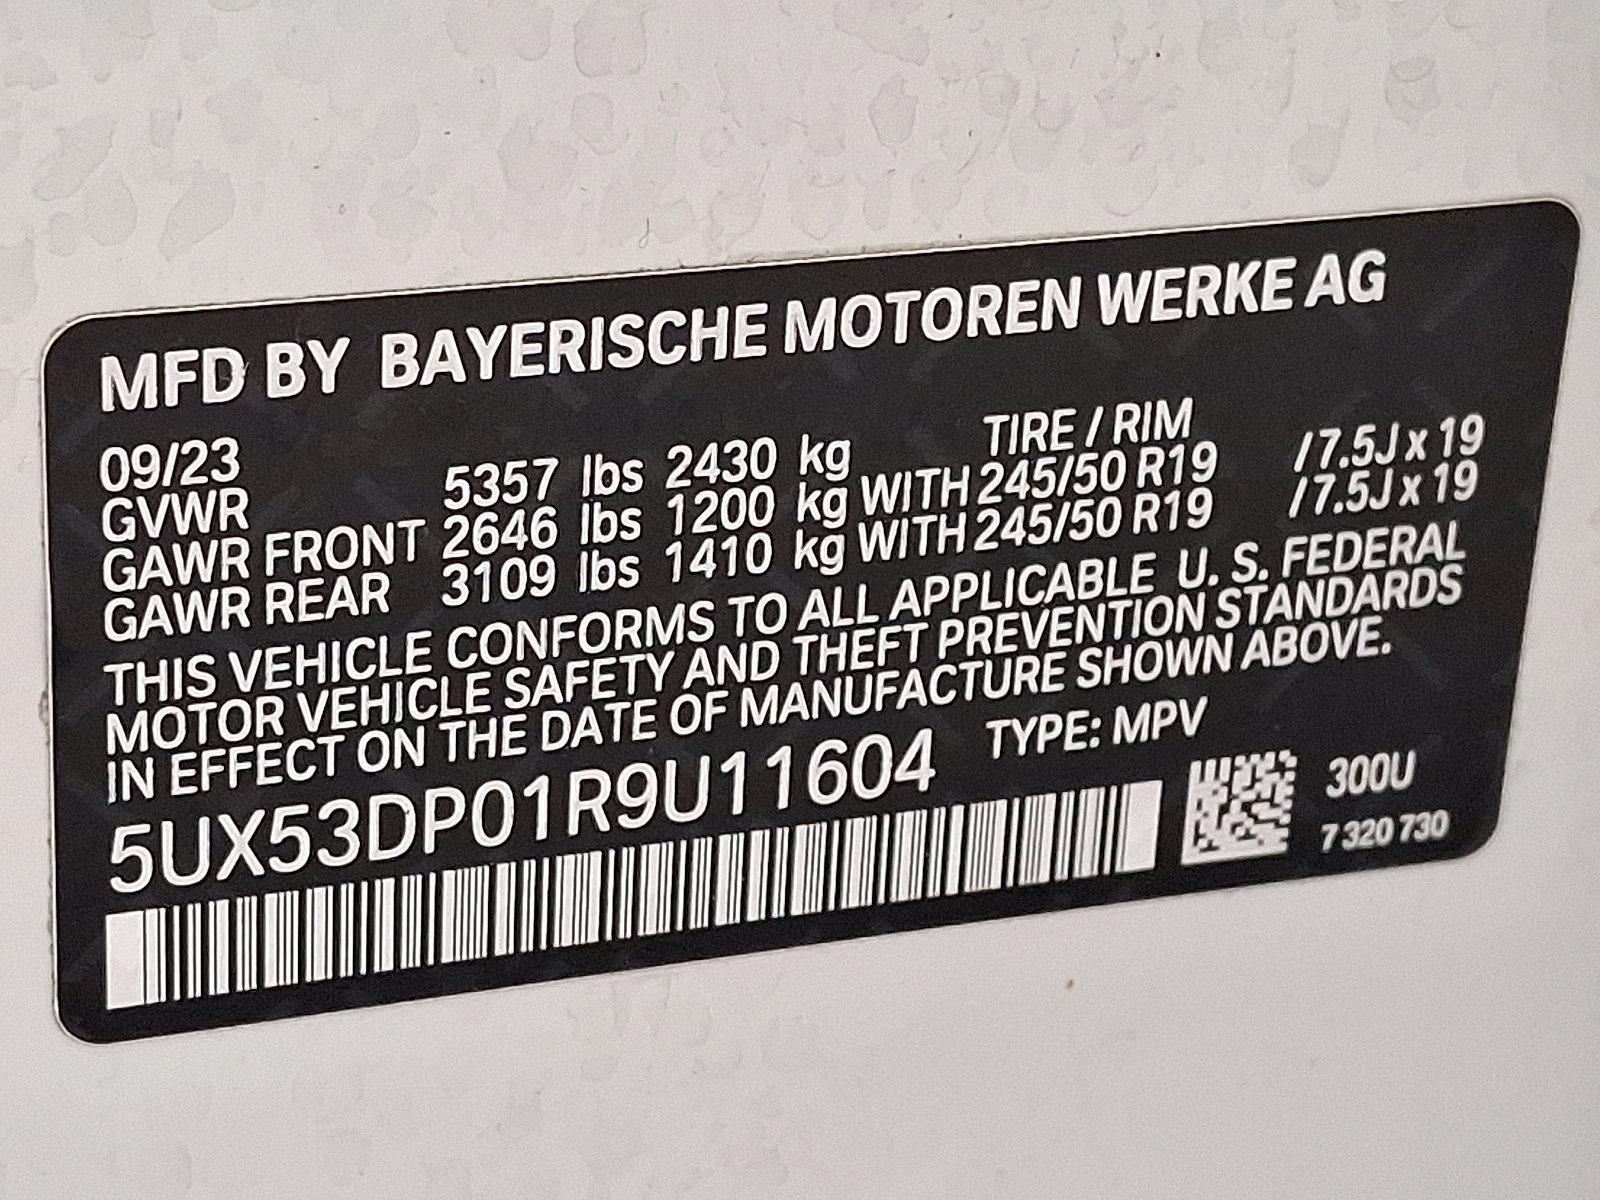 MFD BY BAYERISCHE MOTOREN WERKE AG
09/23 TIRE / RIM
GVWR 5357 lbs 2430 kg
GAWR FRONT 2646 lbs 1200 kg WITH 245/50 R19 / 7.5J x 19
GAWR REAR 3109 lbs 1410 kg WITH 245/50 R19 / 7.5J x 19
THIS VEHICLE CONFORMS TO ALL APPLICABLE U. S. FEDERAL
MOTOR VEHICLE SAFETY AND THEFT PREVENTION STANDARDS
IN EFFECT ON THE DATE OF MANUFACTURE SHOWN ABOVE.
5UX53DP01R9U11604 TYPE: MPV
300U
7 320 730